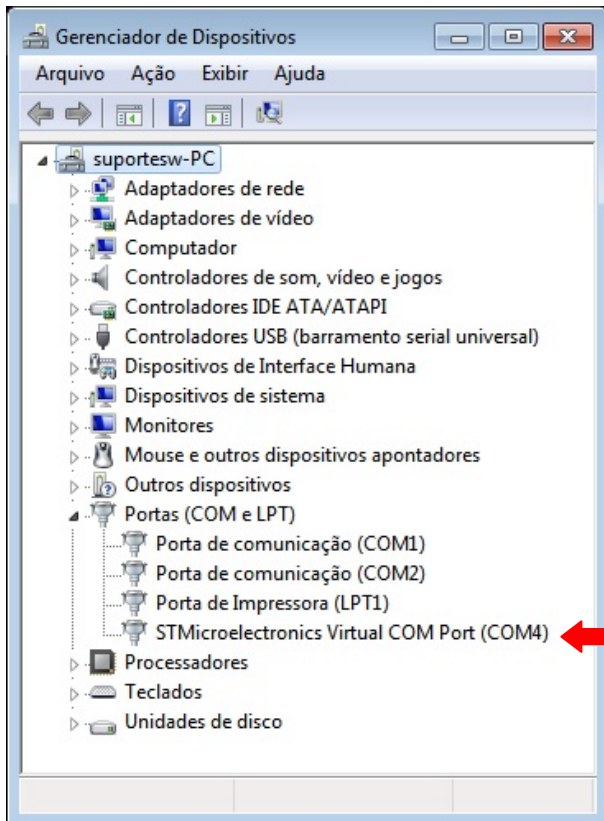 Gerenciador de Dispositivos
Arquivo Ação Exibir Ajuda
suportesw-PC
Adaptadores de rede
Adaptadores de vídeo
Computador
Controladores de som, vídeo e jogos
Controladores IDE ATA/ATAPI
Controladores USB (barramento serial universal)
Dispositivos de Interface Humana
Dispositivos de sistema
Monitores
Mouse e outros dispositivos apontadores
Outros dispositivos
Portas (COM e LPT)
Porta de comunicação (COM1)
Porta de comunicação (COM2)
Porta de Impressora (LPT1)
STMicroelectronics Virtual COM Port (COM4)
Processadores
Teclados
Unidades de disco